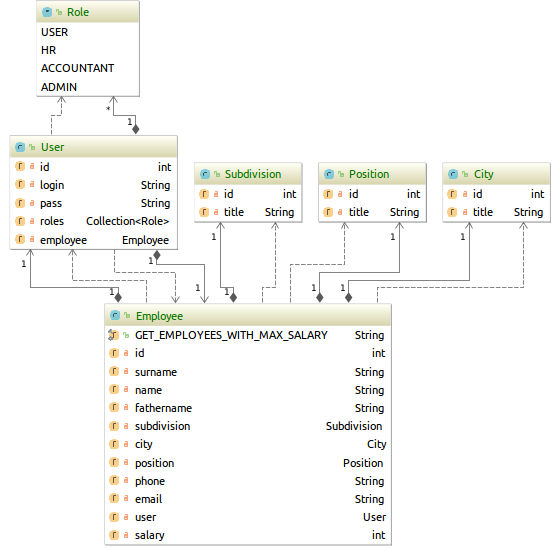 Role
USER
HR
ACCOUNTANT
ADMIN
* 1
User
id int
login String
pass String
roles Collection<Role>
employee Employee
Subdivision
id int
title String
Position
id int
title String
City
id int
title String
1 1 1 1 1
1 1 1 1 1
Employee
GET_EMPLOYEES_WITH_MAX_SALARY String
id int
surname String
name String
fathername String
subdivision Subdivision
city City
position Position
phone String
email String
user User
salary int